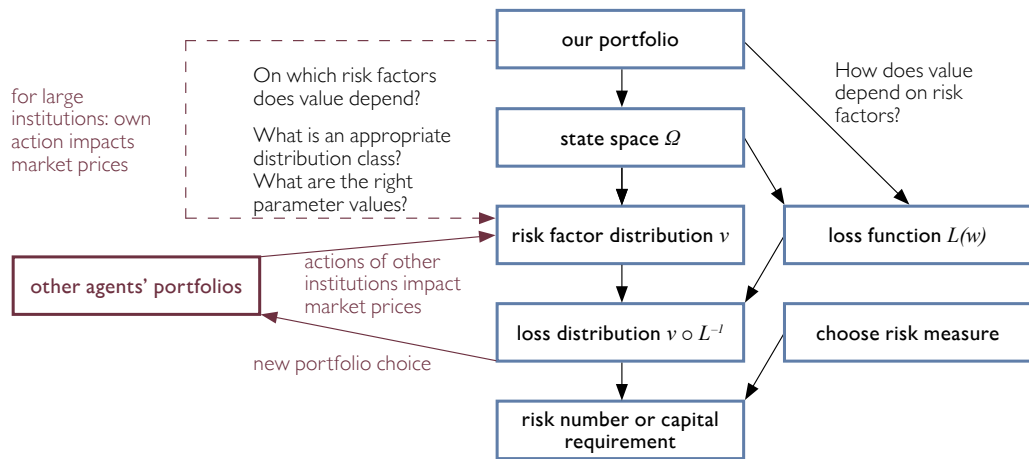 our portfolio
On which risk factors
does value depend?
How does value
depend on risk
factors?
for large
institutions: own
action impacts
market prices
What is an appropriate
distribution class?
What are the right
parameter values?
state space Ω
risk factor distribution ν
loss function L(w)
other agents’ portfolios
actions of other
institutions impact
market prices
loss distribution ν ○ L⁻¹
choose risk measure
new portfolio choice
risk number or capital
requirement